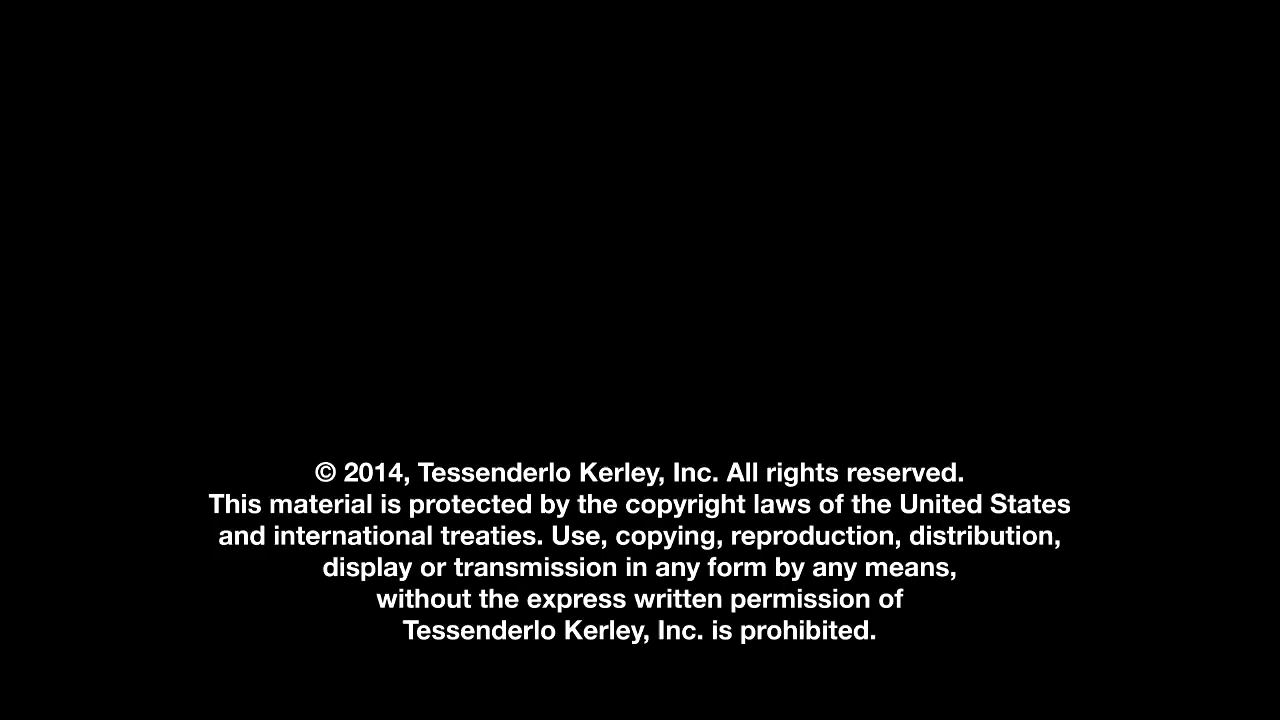 © 2014, Tessenderlo Kerley, Inc. All rights reserved.
This material is protected by the copyright laws of the United States
and international treaties. Use, copying, reproduction, distribution,
display or transmission in any form by any means,
without the express written permission of
Tessenderlo Kerley, Inc. is prohibited.